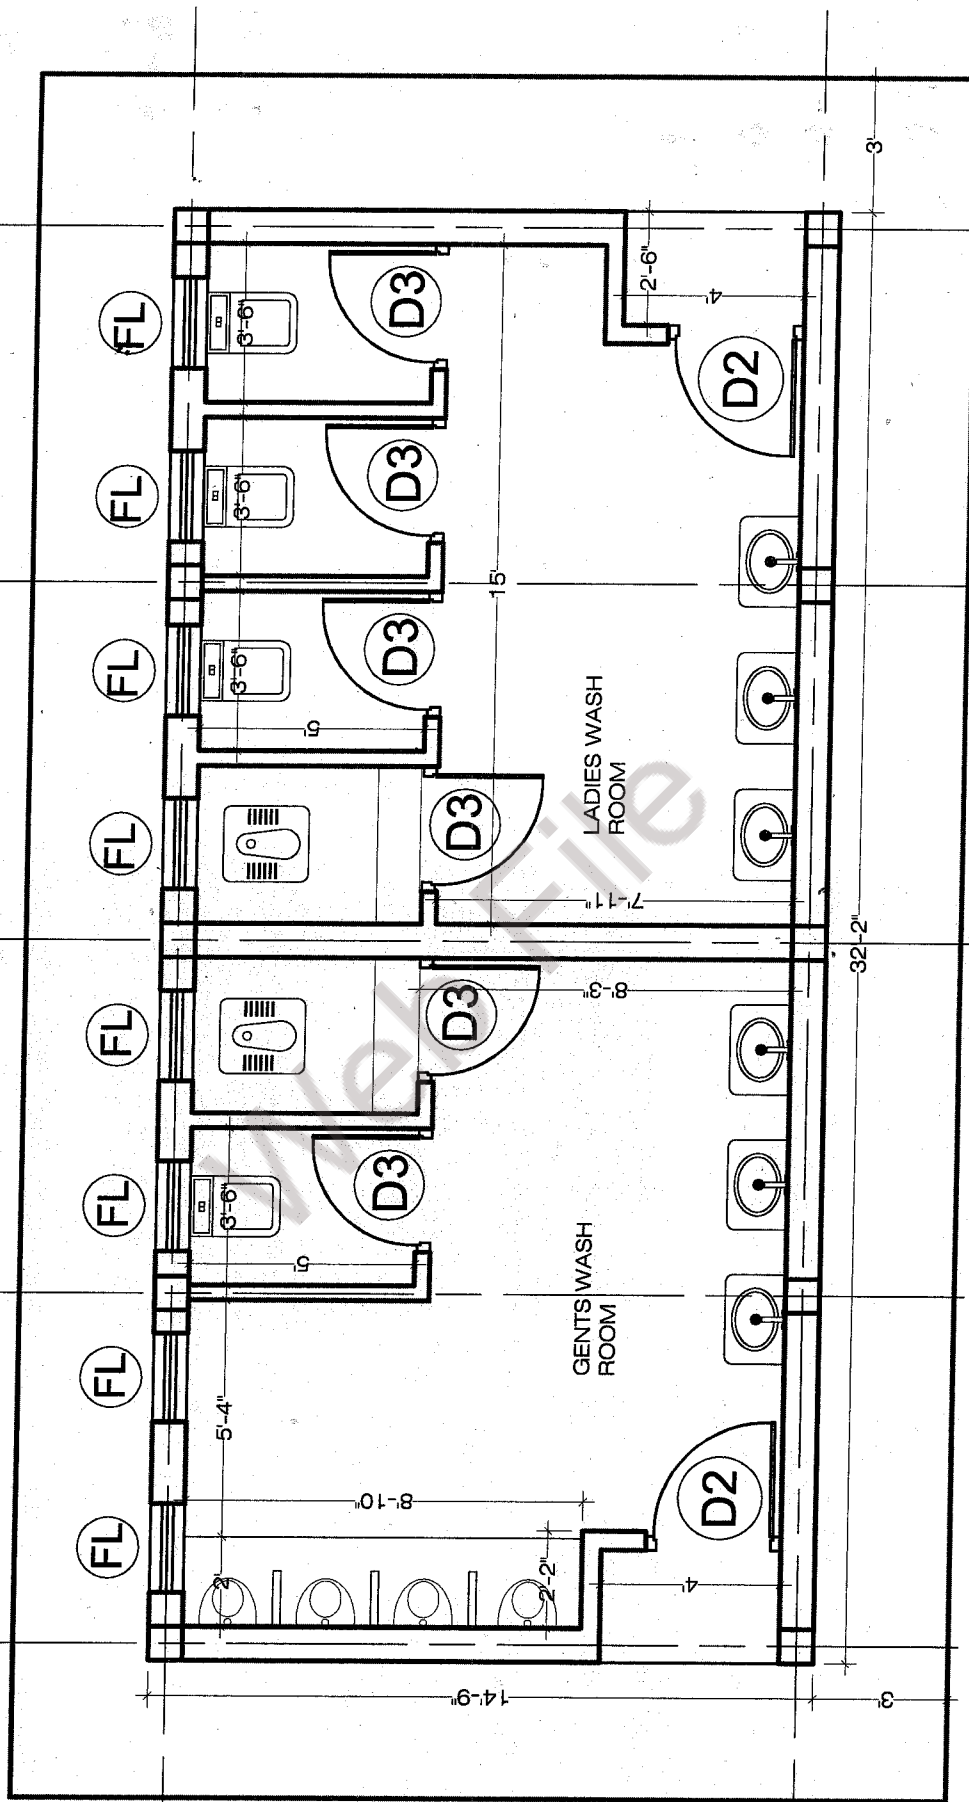 FL
FL
FL
FL
FL
FL
FL
FL
3'
3'-6"
3'-6"
3'-6"
3'-6"
D3
D3
D3
D3
D3
D3
2'-6"
4'
D2
15'
5'
LADIES WASH
ROOM
7'-11"
32'-2"
8'-3"
5'
GENTS WASH
ROOM
5'-4"
8'-10"
D2
2'
2'-2"
4'
14'-9"
3'
Web File